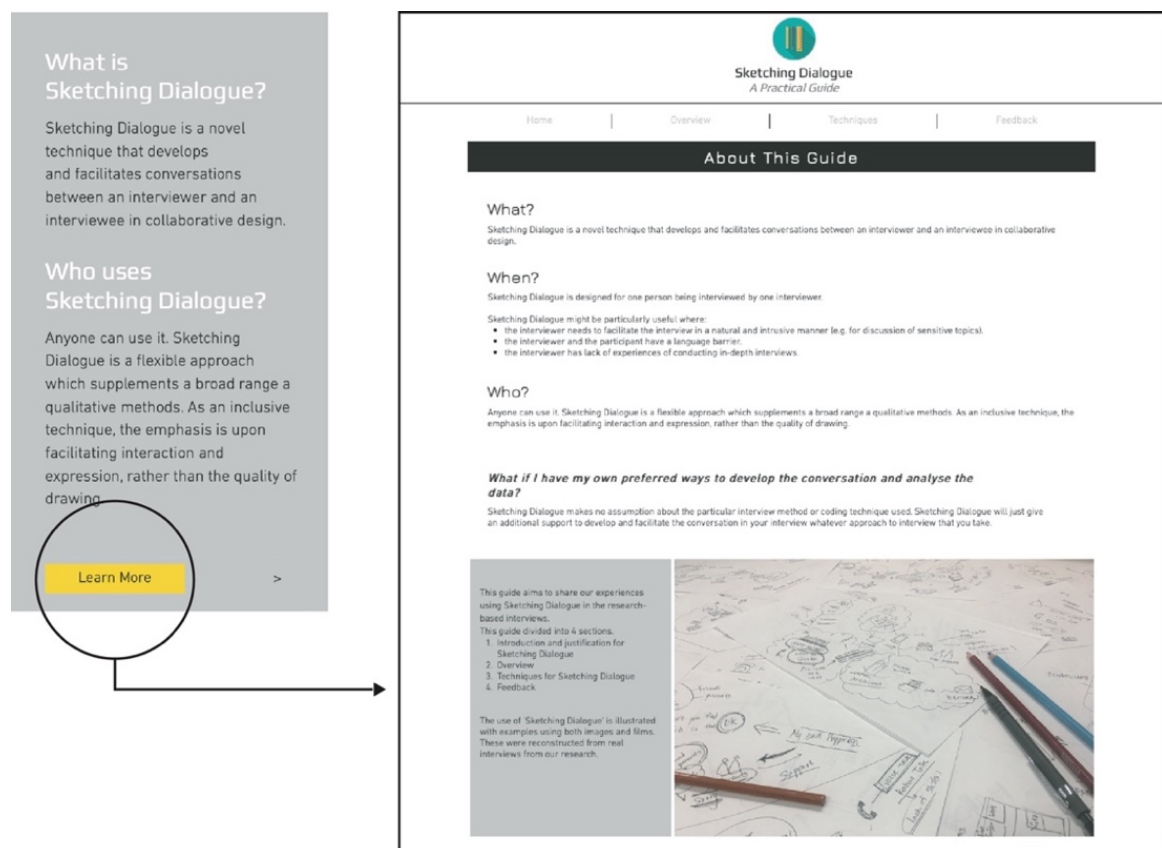 What is
Sketching Dialogue?
Sketching Dialogue is a novel
technique that develops
and facilitates conversations
between an interviewer and an
interviewee in collaborative design.
Who uses
Sketching Dialogue?
Anyone can use it. Sketching
Dialogue is a flexible approach
which supplements a broad range a
qualitative methods. As an inclusive
technique, the emphasis is upon
facilitating interaction and
expression, rather than the quality of
drawing.
Learn More
>
Sketching Dialogue
A Practical Guide
Home
Overview
Techniques
Feedback
About This Guide
What?
Sketching Dialogue is a novel technique that develops and facilitates conversations between an interviewer and an interviewee in collaborative
design.
When?
Sketching Dialogue is designed for one person being interviewed by one interviewer.
Sketching Dialogue might be particularly useful where:
• the interviewer needs to facilitate the interview in a natural and intrusive manner (e.g. for discussion of sensitive topics).
• the interviewer and the participant have a language barrier.
• the interviewer has lack of experiences of conducting in-depth interviews.
Who?
Anyone can use it. Sketching Dialogue is a flexible approach which supplements a broad range a qualitative methods. As an inclusive technique, the
emphasis is upon facilitating interaction and expression, rather than the quality of drawing.
What if I have my own preferred ways to develop the conversation and analyse the
data?
Sketching Dialogue makes no assumption about the particular interview method or coding technique used. Sketching Dialogue will just give
an additional support to develop and facilitate the conversation in your interview whatever approach to interview that you take.
This guide aims to share our experiences
using Sketching Dialogue in the research-
based interviews.
This guide divided into 4 sections.
1. Introduction and justification for
Sketching Dialogue
2. Overview
3. Techniques for Sketching Dialogue
4. Feedback
The use of 'Sketching Dialogue' is illustrated
with examples using both images and films.
These were reconstructed from real
interviews from our research.
OK
Support
Lack of